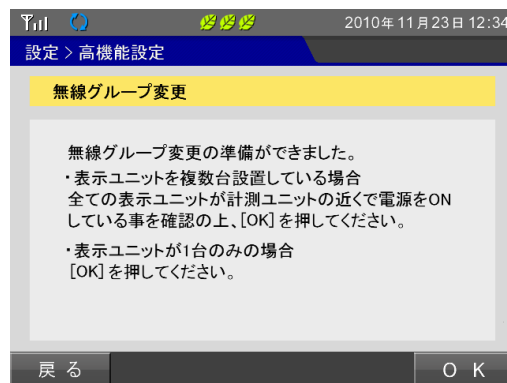 2010年11月23日 12:34
設定 > 高機能設定
無線グループ変更
無線グループ変更の準備ができました。
・表示ユニットを複数台設置している場合
全ての表示ユニットが計測ユニットの近くで電源をON
している事を確認の上、[OK]を押してください。
・表示ユニットが1台のみの場合
[OK]を押してください。
戻る
OK